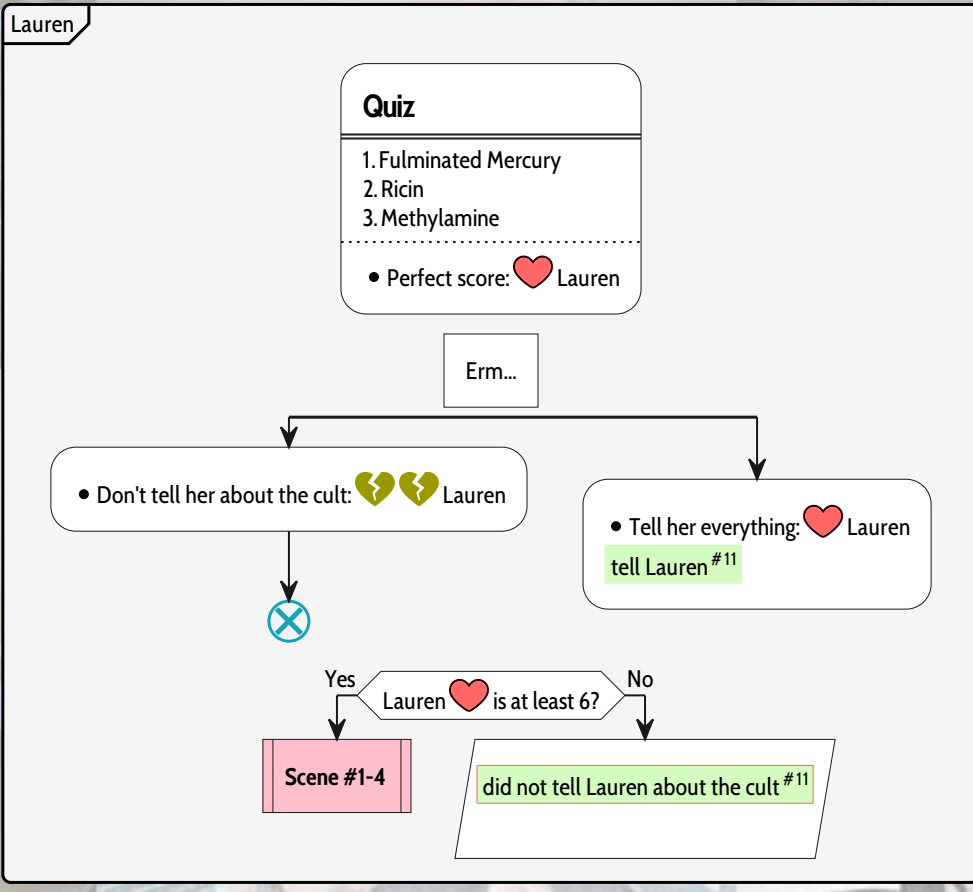 Lauren
Quiz
1. Fulminated Mercury
2. Ricin
3. Methylamine
• Perfect score: Lauren
Erm...
• Don't tell her about the cult: Lauren
• Tell her everything: Lauren
tell Lauren #11
Yes
Lauren is at least 6?
No
Scene #1-4
did not tell Lauren about the cult #11